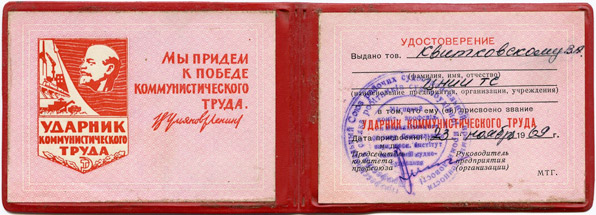 УДАРНИК
КОММУНИСТИЧЕСКОГО
ТРУДА
МЫ ПРИДЕМ
К ПОБЕДЕ
КОММУНИСТИЧЕСКОГО
ТРУДА.
УДОСТОВЕРЕНИЕ
Выдано тов. Квитковскому
(фамилия, имя, отчество)
ЦНИИ ТС
(наименование предприятия, организации, учреждения)
в том, что ему (ей) присвоено звание
УДАРНИК КОММУНИСТИЧЕСКОГО ТРУДА
Дата присвоения 23 ноября 1969 г.
Председатель комитета профсоюза
Руководитель предприятия (организации)
МТГ.